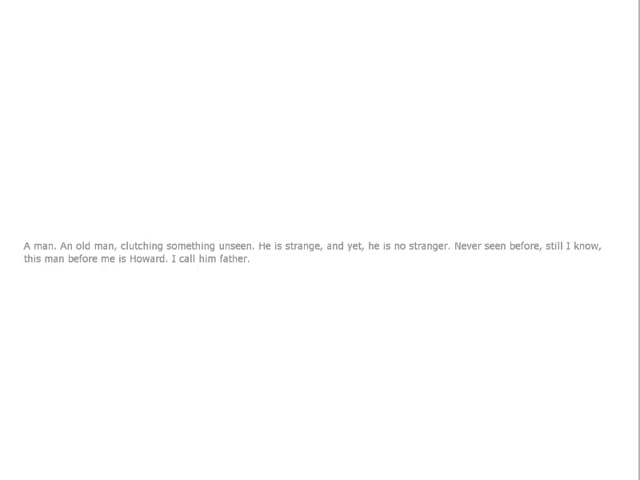 A man. An old man, clutching something unseen. He is strange, and yet, he is no stranger. Never seen before, still I know,
this man before me is Howard. I call him father.